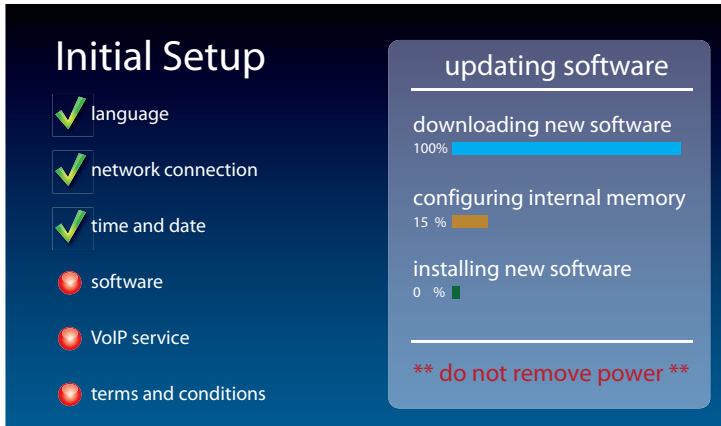 Initial Setup
language
network connection
time and date
software
VoIP service
terms and conditions
updating software
downloading new software
100%
configuring internal memory
15 %
installing new software
0 %
** do not remove power **